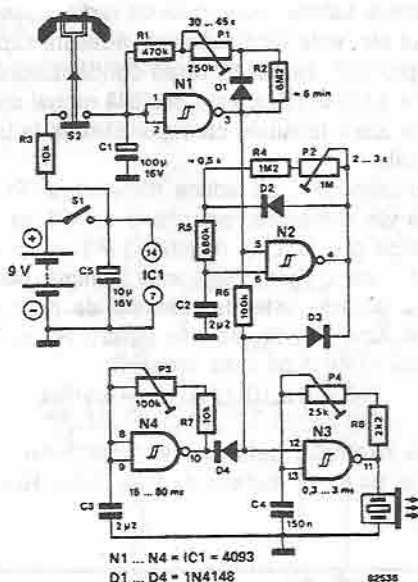 30 ... 45 s
R1
470k
P1
250k
R2
6M2
≈ 6 min
D1
N1
1
2
3
S2
R3
10k
C1
100µ
16V
S1
9 V
C5
10µ
16V
14
IC1
7
≈ 0,5 s
R4
1M2
P2
1M
2 ... 3 s
D2
R5
680k
N2
5
6
4
C2
2µ2
R6
100k
D3
P3
100k
R7
10k
N4
8
9
10
D4
15 ... 80 ms
C3
2µ2
P4
25k
R8
2k2
N3
12
13
11
0,3 ... 3 ms
C4
150n
N1 ... N4 = IC1 = 4093
D1 ... D4 = 1N4148
82535